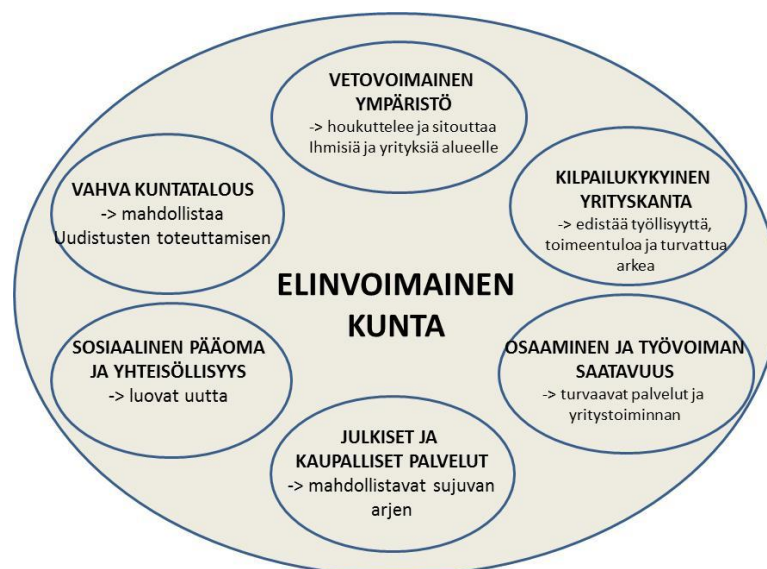 VETOVOIMAINEN
YMPÄRISTÖ
-> houkuttelee ja sitouttaa
Ihmisiä ja yrityksiä alueelle
KILPAILUKYKYINEN
YRITYSKANTA
-> edistää työllisyyttä,
toimeentuloa ja turvattua
arkea
OSAAMINEN JA TYÖVOIMAN
SAATAVUUS
-> turvaavat palvelut ja
yritystoiminnan
JULKISET JA
KAUPALLISET PALVELUT
-> mahdollistavat sujuvan
arjen
SOSIAALINEN PÄÄOMA
JA YHTEISÖLLISYYS
-> luovat uutta
VAHVA KUNTATALOUS
-> mahdollistaa
Uudistusten toteuttamisen
ELINVOIMAINEN
KUNTA